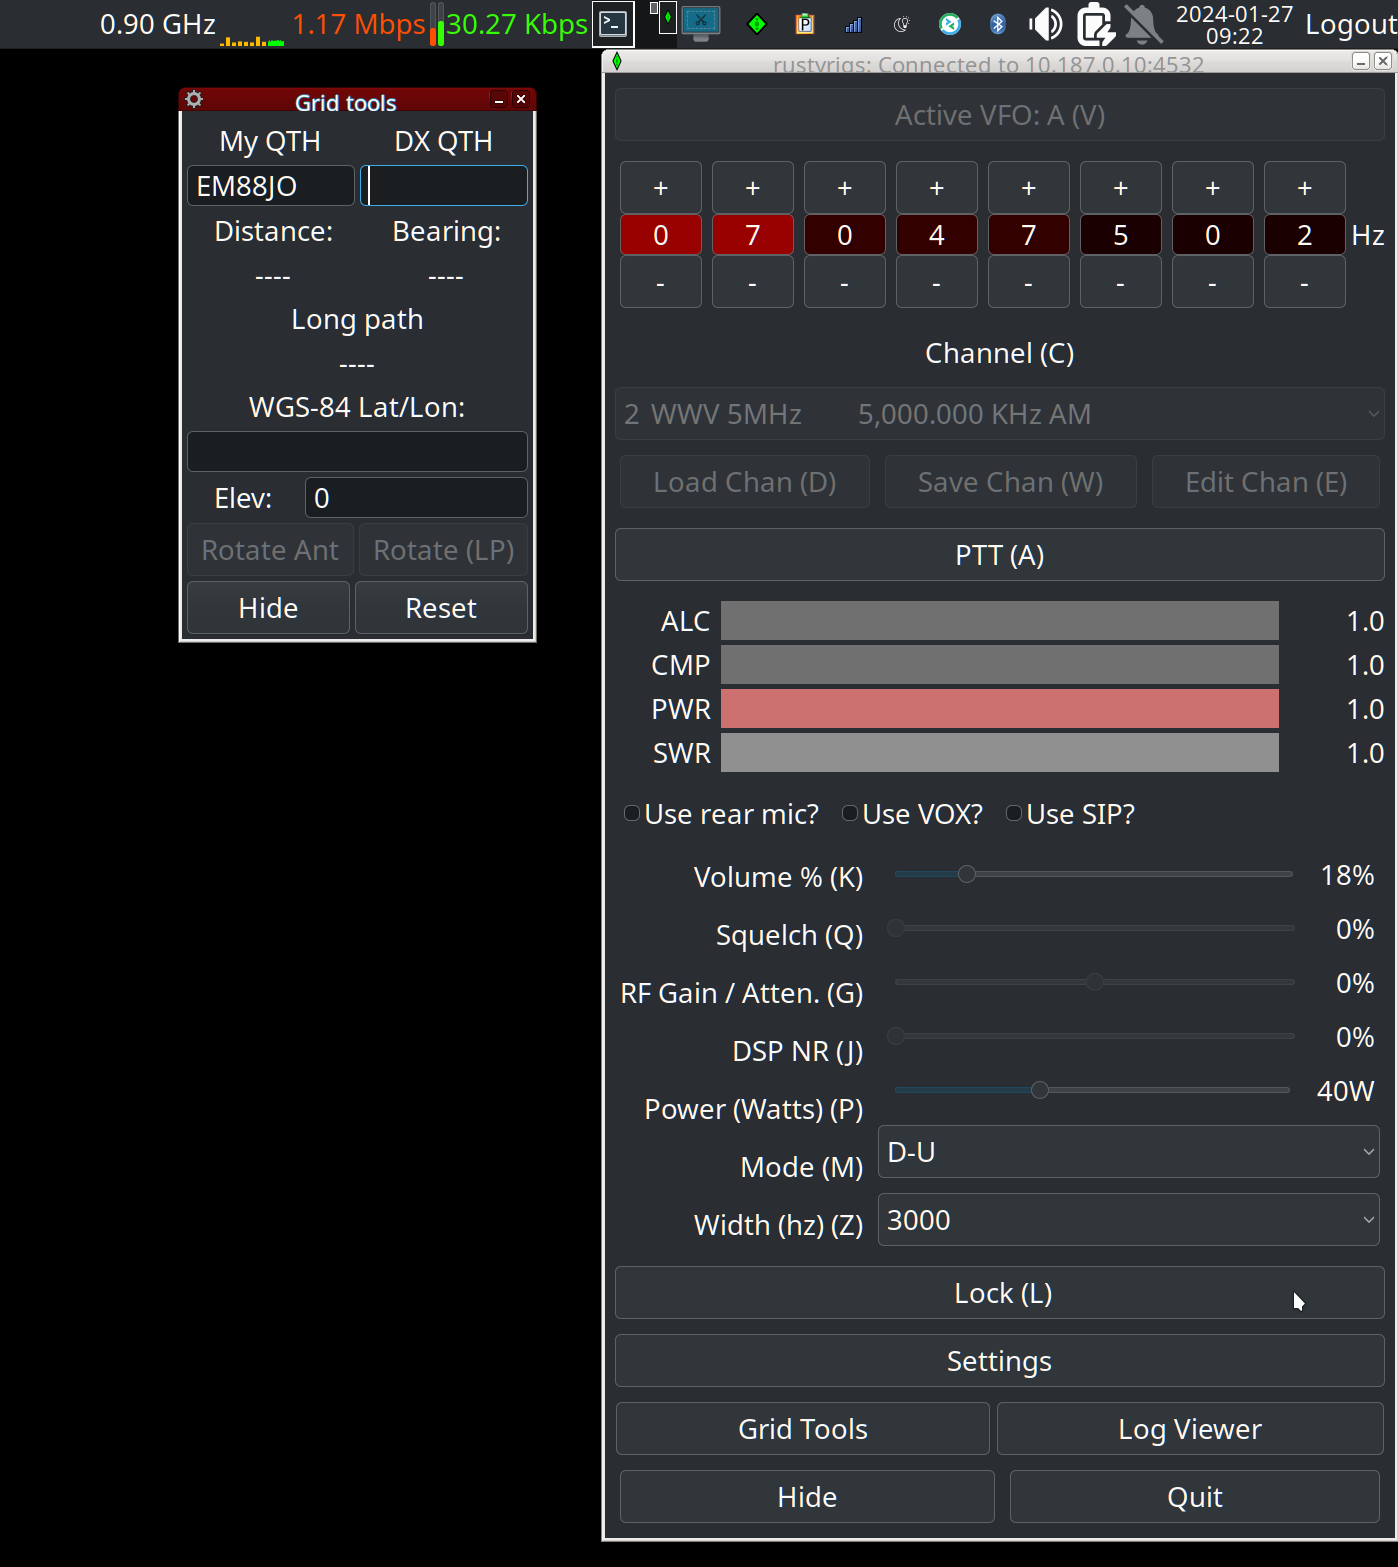 0.90 GHz 1.17 Mbps 30.27 Kbps 2024-01-27 Logout
09:22
Grid tools
My QTH DX QTH
EM88JO
Distance: Bearing:
---- ----
Long path
----
WGS-84 Lat/Lon:
Elev: 0
Rotate Ant Rotate (LP)
Hide Reset
rustyrigs: Connected to 10.187.0.10:4532
Active VFO: A (V)
+ + + + + + + +
0 7 0 4 7 5 0 2 Hz
- - - - - - - -
Channel (C)
2 WWV 5MHz 5,000.000 KHz AM
Load Chan (D) Save Chan (W) Edit Chan (E)
PTT (A)
ALC 1.0
CMP 1.0
PWR 1.0
SWR 1.0
Use rear mic? Use VOX? Use SIP?
Volume % (K) 18%
Squelch (Q) 0%
RF Gain / Atten. (G) 0%
DSP NR (J) 0%
Power (Watts) (P) 40W
Mode (M) D-U
Width (hz) (Z) 3000
Lock (L)
Settings
Grid Tools Log Viewer
Hide Quit